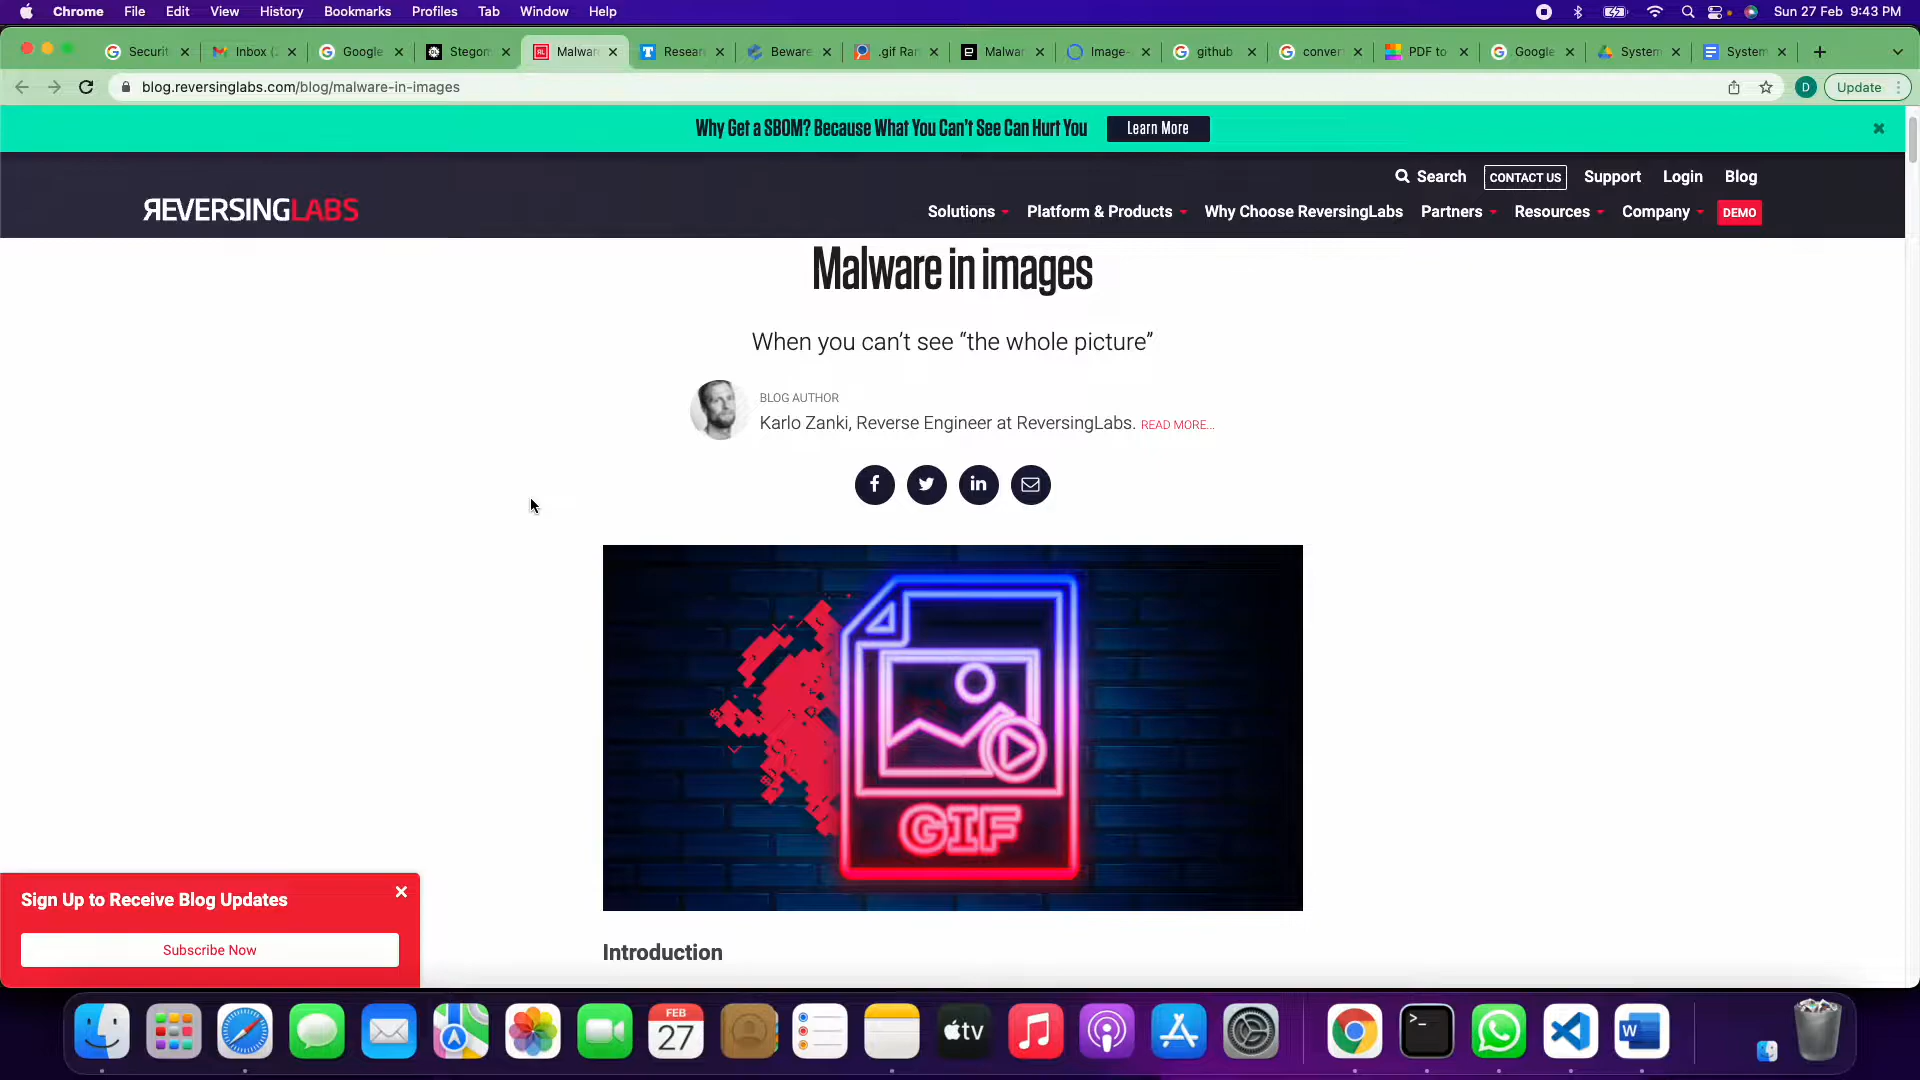 Chrome File Edit View History Bookmarks Profiles Tab Window Help Sun 27 Feb 9:43 PM
Securit Inbox ( Google Stegom Malwar Resear Beware .gif Ran Malwar Image- github conver PDF to Google System System
blog.reversinglabs.com/blog/malware-in-images D Update
Why Get a SBOM? Because What You Can't See Can Hurt You Learn More
Search CONTACT US Support Login Blog
REVERSINGLABS
Solutions Platform & Products Why Choose ReversingLabs Partners Resources Company DEMO
Malware in images
When you can't see “the whole picture”
BLOG AUTHOR
Karlo Zanki, Reverse Engineer at ReversingLabs. READ MORE...
GIF
Sign Up to Receive Blog Updates
Subscribe Now
Introduction
FEB
27
tv
W